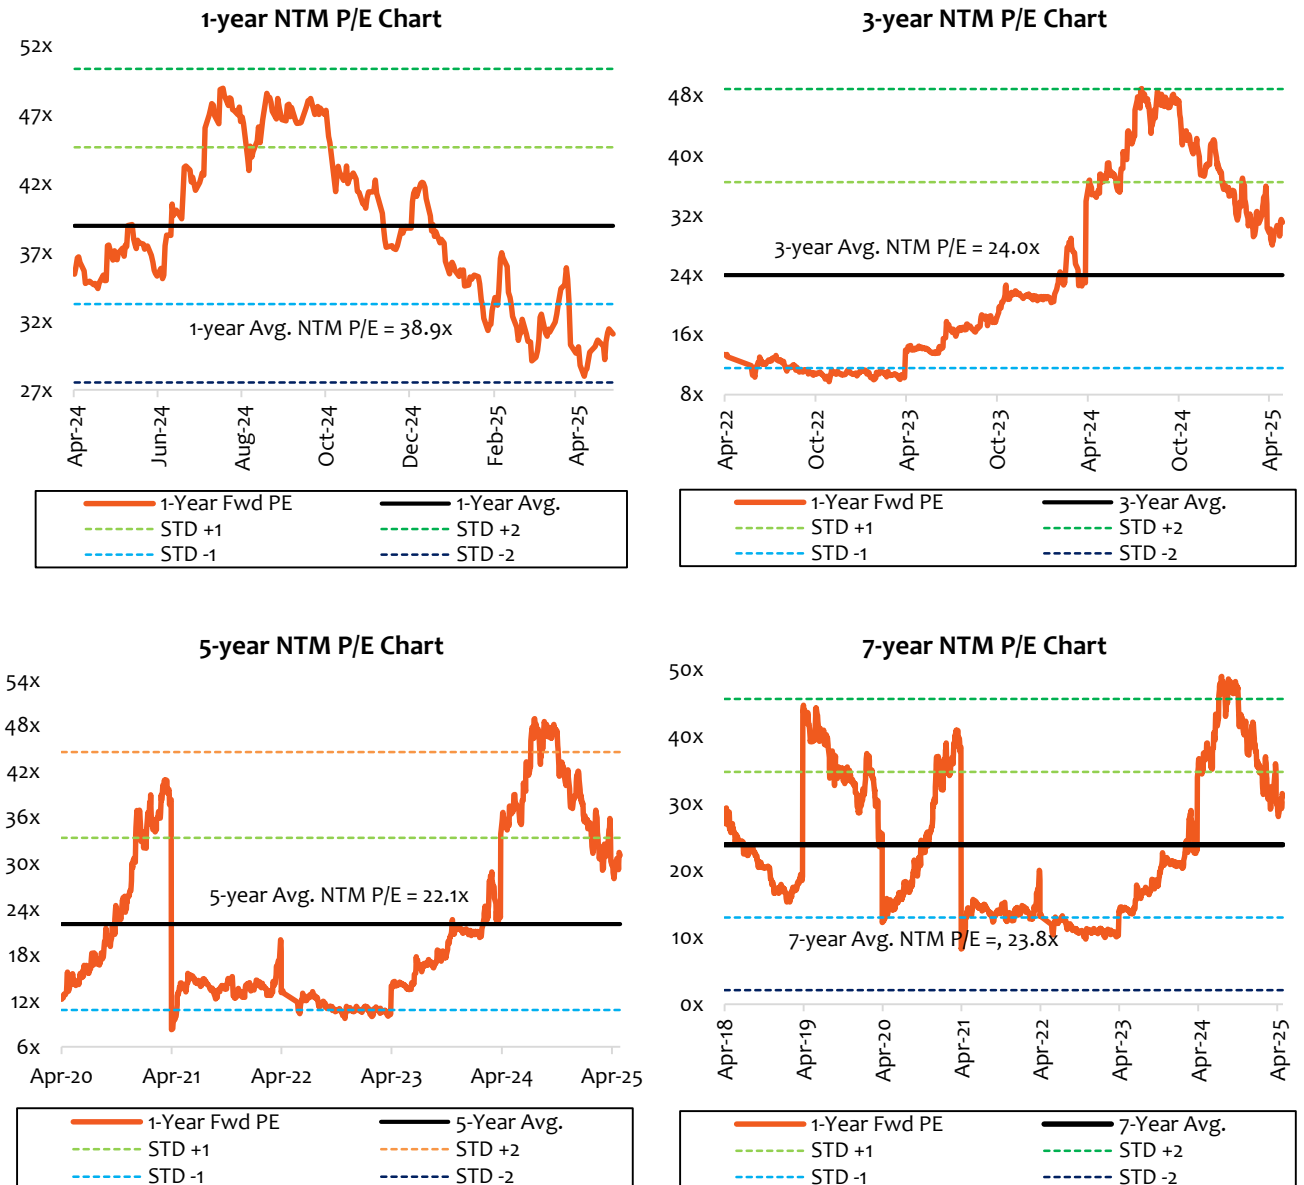 1-year NTM P/E Chart
52x
47x
42x
37x
32x
27x
1-year Avg. NTM P/E = 38.9x
Apr-24
Jun-24
Aug-24
Oct-24
Dec-24
Feb-25
Apr-25
1-Year Fwd PE
1-Year Avg.
STD +1
STD +2
STD -1
STD -2
3-year NTM P/E Chart
48x
40x
32x
24x
16x
8x
3-year Avg. NTM P/E = 24.0x
Apr-22
Oct-22
Apr-23
Oct-23
Apr-24
Oct-24
Apr-25
1-Year Fwd PE
3-Year Avg.
STD +1
STD +2
STD -1
STD -2
5-year NTM P/E Chart
54x
48x
42x
36x
30x
24x
18x
12x
6x
5-year Avg. NTM P/E = 22.1x
Apr-20
Apr-21
Apr-22
Apr-23
Apr-24
Apr-25
1-Year Fwd PE
5-Year Avg.
STD +1
STD +2
STD -1
STD -2
7-year NTM P/E Chart
50x
40x
30x
20x
10x
0x
7-year Avg. NTM P/E =, 23.8x
Apr-18
Apr-19
Apr-20
Apr-21
Apr-22
Apr-23
Apr-24
Apr-25
1-Year Fwd PE
7-Year Avg.
STD +1
STD +2
STD -1
STD -2